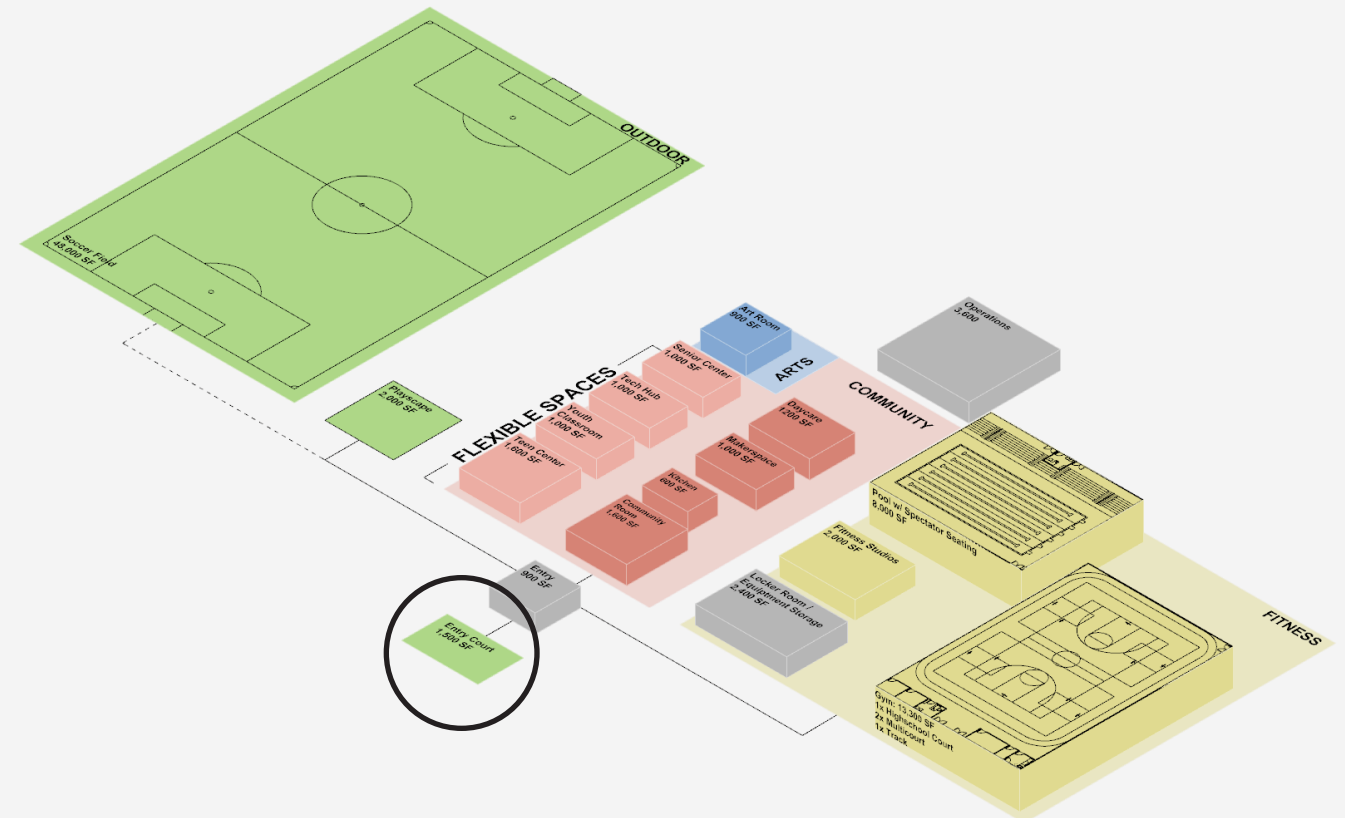 OUTDOOR
Soccer Field
48,000 SF
Playscape
2,000 SF
FLEXIBLE SPACES
Art Room
900 SF
ARTS
Senior Center
1,000 SF
Tech Hub
1,000 SF
Youth
Classroom
1,000 SF
Teen Center
1,600 SF
COMMUNITY
Daycare
1200 SF
Makerspace
1,000 SF
Kitchen
600 SF
Community
Room
1,600 SF
Operations
3,600
Pool w/ Spectator Seating
8,000 SF
Fitness Studios
2,000 SF
Locker Room /
Equiptment Storage
2,400 SF
Entry
900 SF
Entry Court
1,500 SF
FITNESS
Gym: 13,300 SF
1x Highschool Court
2x Multicourt
1x Track